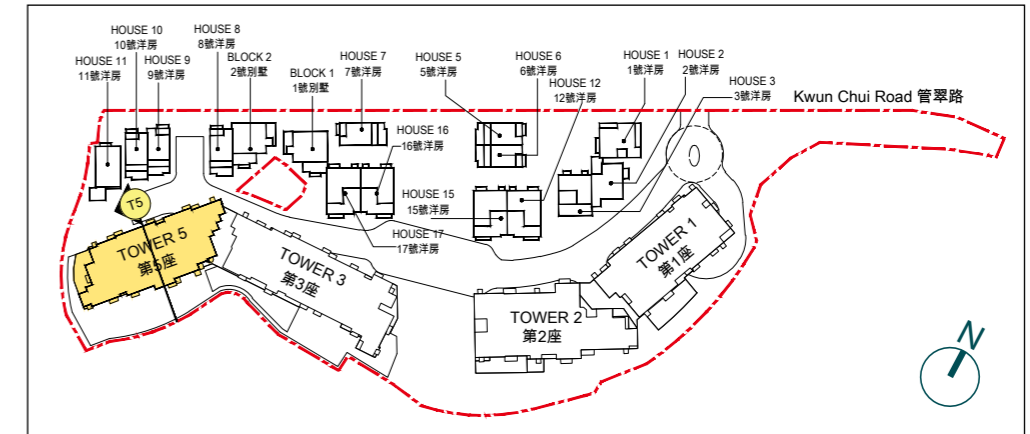 HOUSE 10
10號洋房
HOUSE 8
8號洋房
HOUSE 11
11號洋房
HOUSE 9
9號洋房
BLOCK 2
2號別墅
BLOCK 1
1號別墅
HOUSE 7
7號洋房
HOUSE 5
5號洋房
HOUSE 6
6號洋房
HOUSE 12
12號洋房
HOUSE 1
1號洋房
HOUSE 2
2號洋房
HOUSE 3
3號洋房
Kwun Chui Road 管翠路
HOUSE 16
16號洋房
HOUSE 15
15號洋房
HOUSE 17
17號洋房
T5
TOWER 5
第5座
TOWER 3
第3座
TOWER 2
第2座
TOWER 1
第1座
N